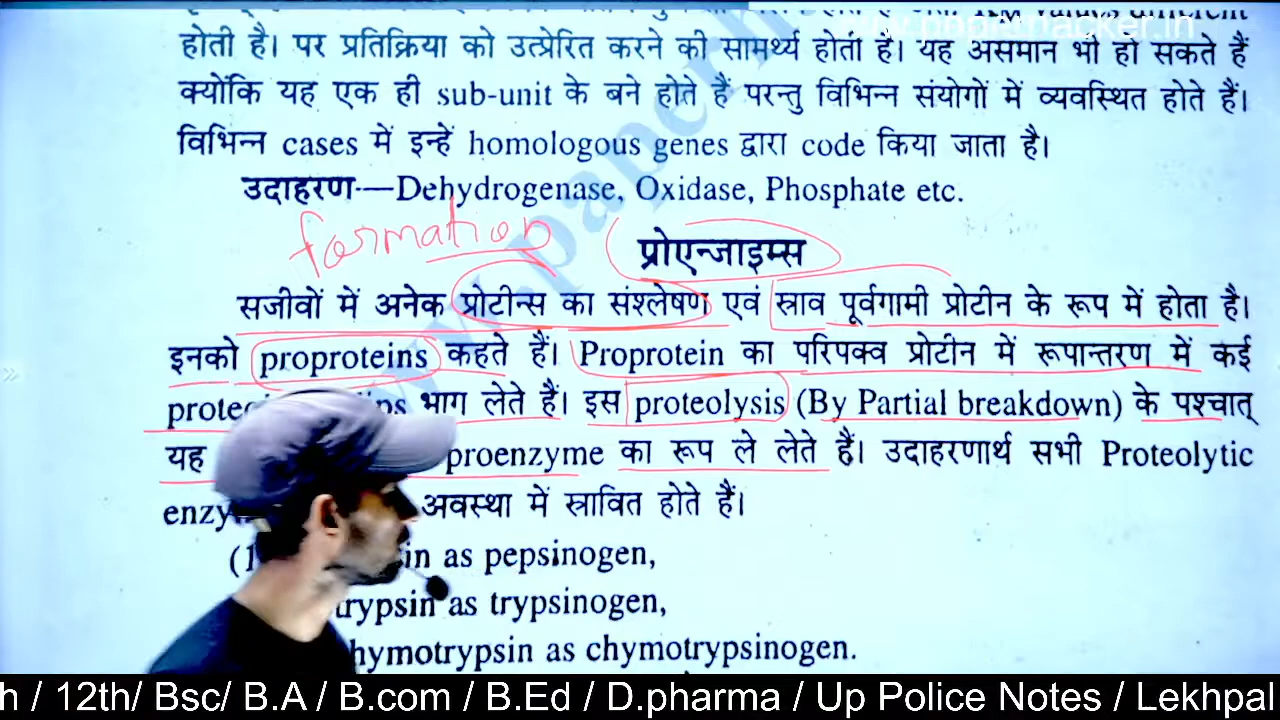 होती है। पर प्रतिक्रिया को उत्प्रेरित करने की सामर्थ्य होती है। यह असमान भी हो सकते हैं
क्योंकि यह एक ही sub-unit के बने होते हैं परन्तु विभिन्न संयोगों में व्यवस्थित होते हैं।
विभिन्न cases में इन्हें homologous genes द्वारा code किया जाता है।
उदाहरण—Dehydrogenase, Oxidase, Phosphate etc.
formation
प्रोएन्जाइम्स
सजीवों में अनेक प्रोटीन्स का संश्लेषण एवं स्राव पूर्वगामी प्रोटीन के रूप में होता है।
इनको proproteins कहते हैं। Proprotein का परिपक्व प्रोटीन में रूपान्तरण में कई
भाग लेते हैं। इस proteolysis (By Partial breakdown) के पश्चात्
यह proenzyme का रूप ले लेते हैं। उदाहरणार्थ सभी Proteolytic
अवस्था में स्रावित होते हैं।
as pepsinogen,
trypsin as trypsinogen,
hymotrypsin as chymotrypsinogen.
h / 12th/ Bsc/ B.A / B.com / B.Ed / D.pharma / Up Police Notes / Lekhpal